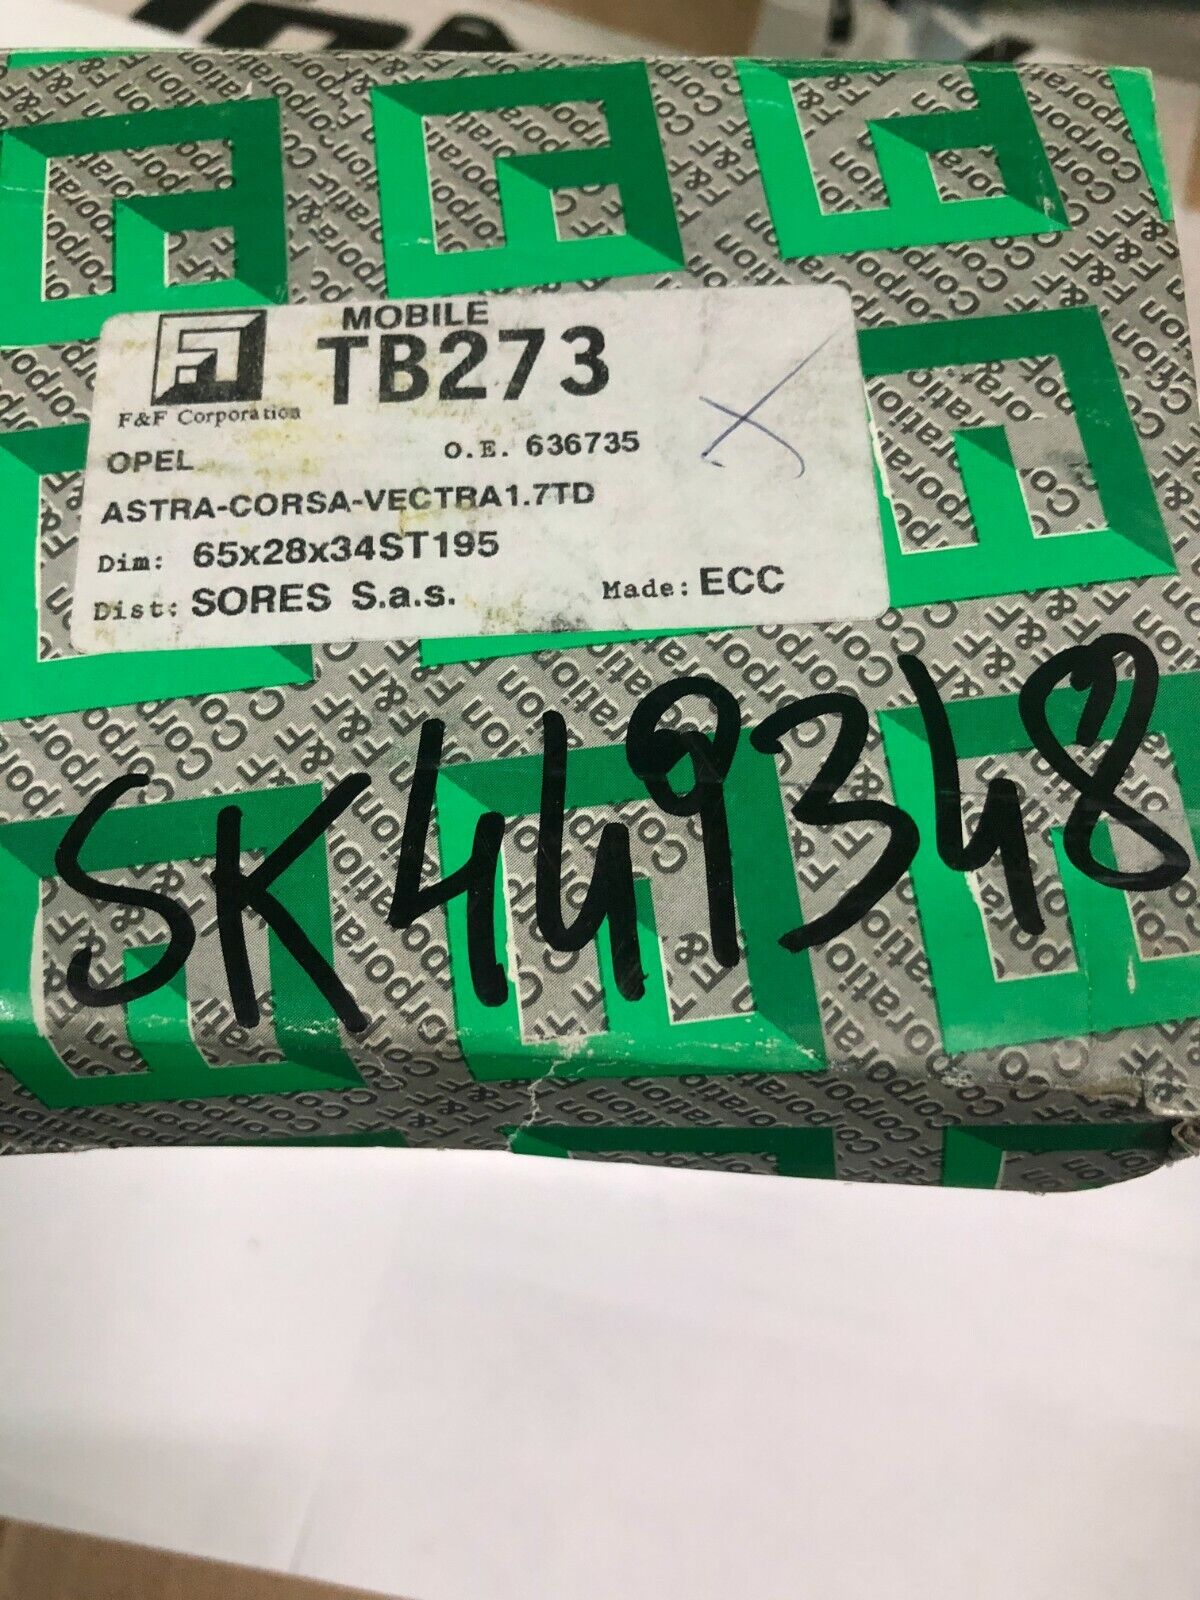 MOBILE
TB273
F&F Corporation
OPEL O.E. 636735
ASTRA-CORSA-VECTRA1.7TD
Dim: 65x28x34ST195
Dist: SORES S.a.s. Made: ECC
SK449348